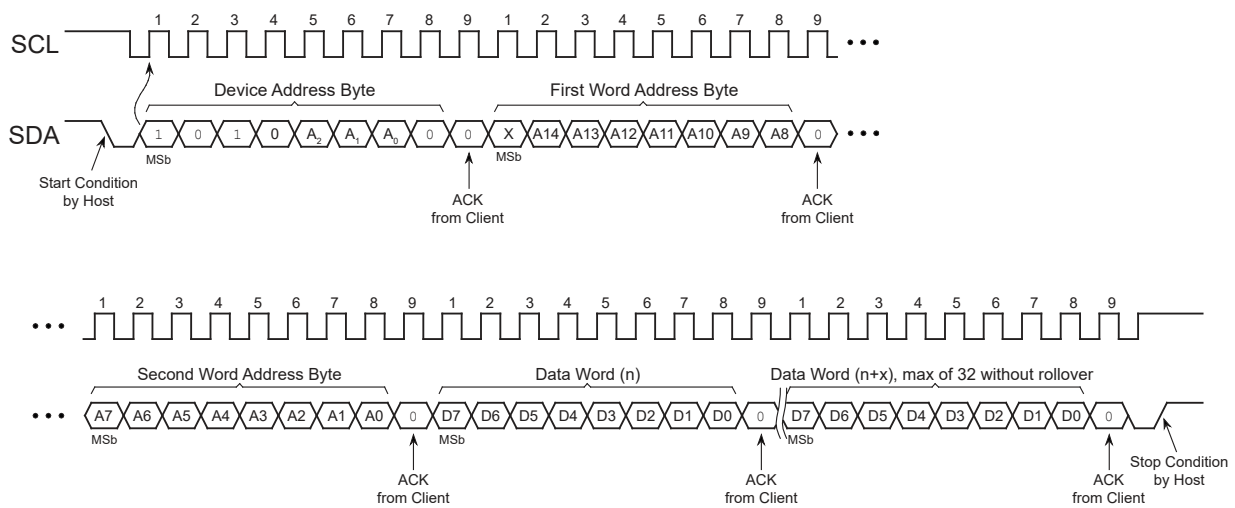 1 2 3 4 5 6 7 8 9 1 2 3 4 5 6 7 8 9
SCL •••
Device Address Byte First Word Address Byte
SDA 1 0 1 0 A2 A1 A0 0 0 X A14 A13 A12 A11 A10 A9 A8 0 •••
MSb MSb
Start Condition
by Host
ACK
from Client
ACK
from Client
1 2 3 4 5 6 7 8 9 1 2 3 4 5 6 7 8 9 1 2 3 4 5 6 7 8 9
•••
Second Word Address Byte Data Word (n) Data Word (n+x), max of 32 without rollover
••• A7 A6 A5 A4 A3 A2 A1 A0 0 D7 D6 D5 D4 D3 D2 D1 D0 0 D7 D6 D5 D4 D3 D2 D1 D0 0
MSb MSb MSb
ACK
from Client
ACK
from Client
ACK
from Client
Stop Condition
by Host